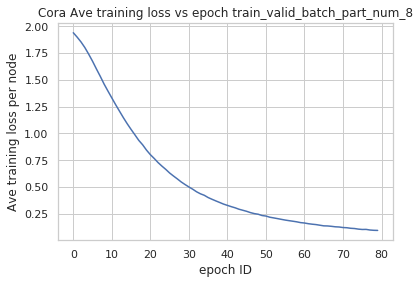 Cora Ave training loss vs epoch train_valid_batch_part_num_8
2.00
1.75
1.50
1.25
1.00
0.75
0.50
0.25
Ave training loss per node
0 10 20 30 40 50 60 70 80
epoch ID